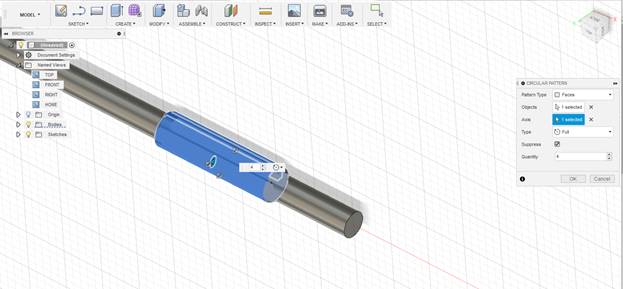 MODEL
SKETCH
CREATE
MODIFY
ASSEMBLE
CONSTRUCT
INSPECT
INSERT
MAKE
ADD-INS
SELECT
BROWSER
(Unsaved)
Document Settings
Named Views
TOP
FRONT
RIGHT
HOME
Origin
Bodies
Sketches
4
CIRCULAR PATTERN
Pattern Type
Faces
Objects
1 selected
Axis
1 selected
Type
Full
Suppress
Quantity
4
OK
Cancel